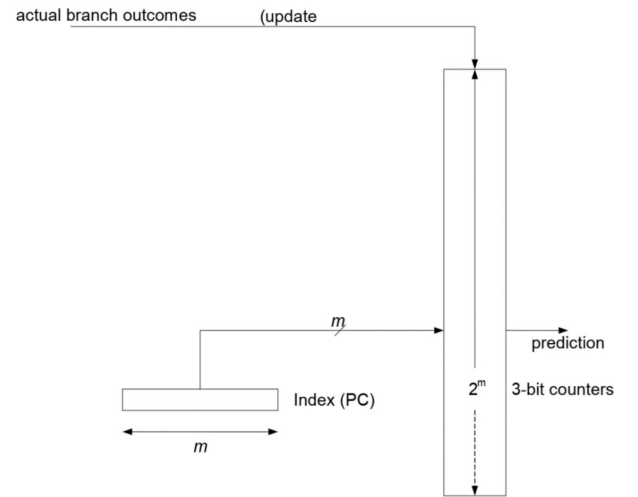 actual branch outcomes (update
m
prediction
2^m 3-bit counters
Index (PC)
m